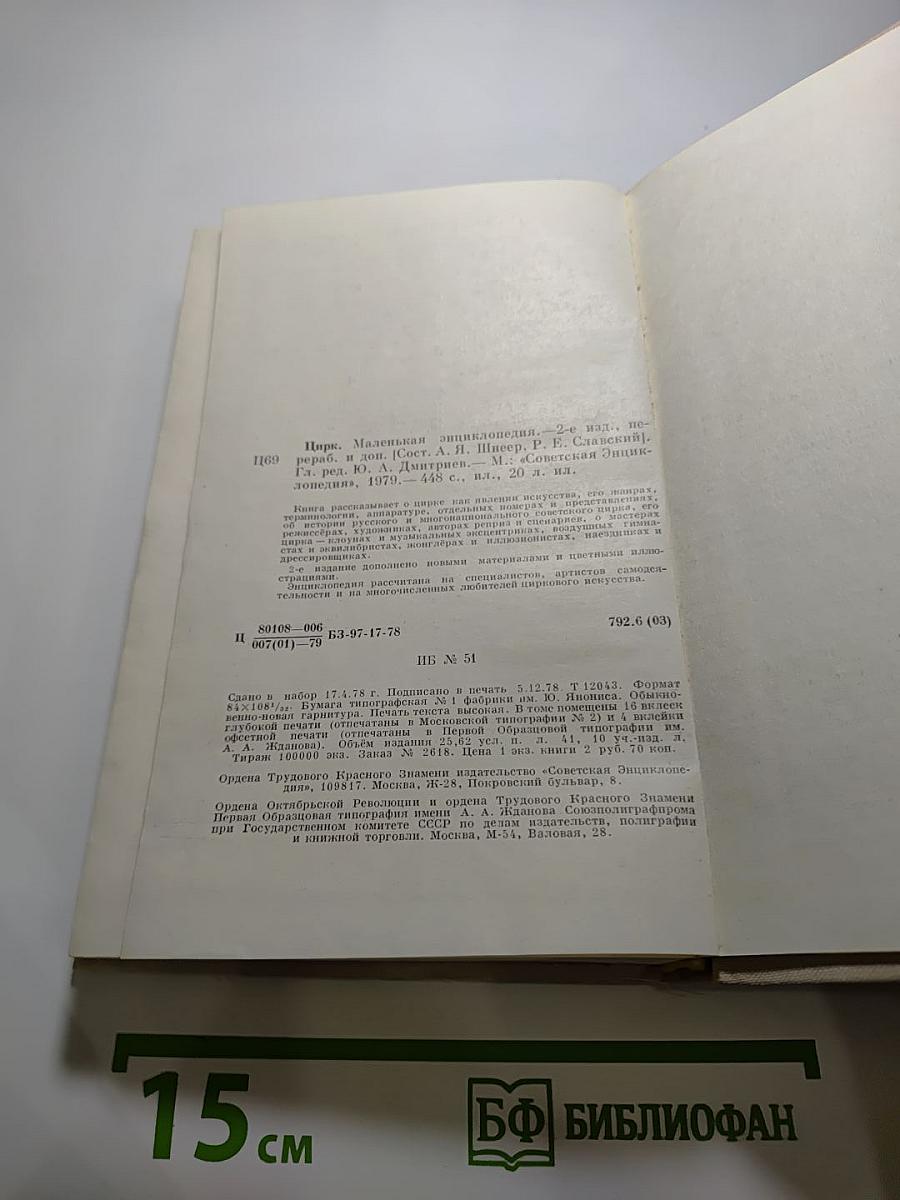 Цирк. Маленькая энциклопедия.—2-е изд., пе-
Ц69 рераб. и доп. [Сост. А. Я. Шнеер, Р. Е. Славский].
Гл. ред. Ю. А. Дмитриев.— М.: «Советская Энцик-
лопедия», 1979.— 448 с., ил., 20 л. ил.
Книга рассказывает о цирке как явлении искусства, его жанрах,
терминологии, аппаратуре, отдельных номерах и представлениях,
об истории русского и многонационального советского цирка, его
режиссёрах, художниках, авторах реприз и сценариев, о мастерах
цирка — клоунах и музыкальных эксцентриках, воздушных гимна-
стах и эквилибристах, жонглёрах и иллюзионистах, наездниках и
дрессировщиках.
2-е издание дополнено новыми материалами и цветными иллю-
страциями.
Энциклопедия рассчитана на специалистов, артистов самодея-
тельности и на многочисленных любителей циркового искусства.
Ц 80108—006
007(01)—79 БЗ-97-17-78
792.6 (03)
ИБ № 51
Сдано в набор 17.4.78 г. Подписано в печать 5.12.78. Т 12043. Формат
84×108¹/₃₂. Бумага типографская № 1 фабрики им. Ю. Янониса. Обыкно-
венно-новая гарнитура. Печать текста высокая. В томе помещены 16 вклеек
глубокой печати (отпечатаны в Московской типографии № 2) и 4 вклейки
офсетной печати (отпечатаны в Первой Образцовой типографии им.
А. А. Жданова). Объём издания 25,62 усл. п. л. 41, 10 уч.-изд. л.
Тираж 100000 экз. Заказ № 2618. Цена 1 экз. книги 2 руб. 70 коп.
Ордена Трудового Красного Знамени издательство «Советская Энциклопе-
дия», 109817. Москва, Ж-28, Покровский бульвар, 8.
Ордена Октябрьской Революции и ордена Трудового Красного Знамени
Первая Образцовая типография имени А. А. Жданова Союзполиграфпрома
при Государственном комитете СССР по делам издательств, полиграфии
и книжной торговли. Москва, М-54, Валовая, 28.
15 см
БФ БИБЛИОФАН